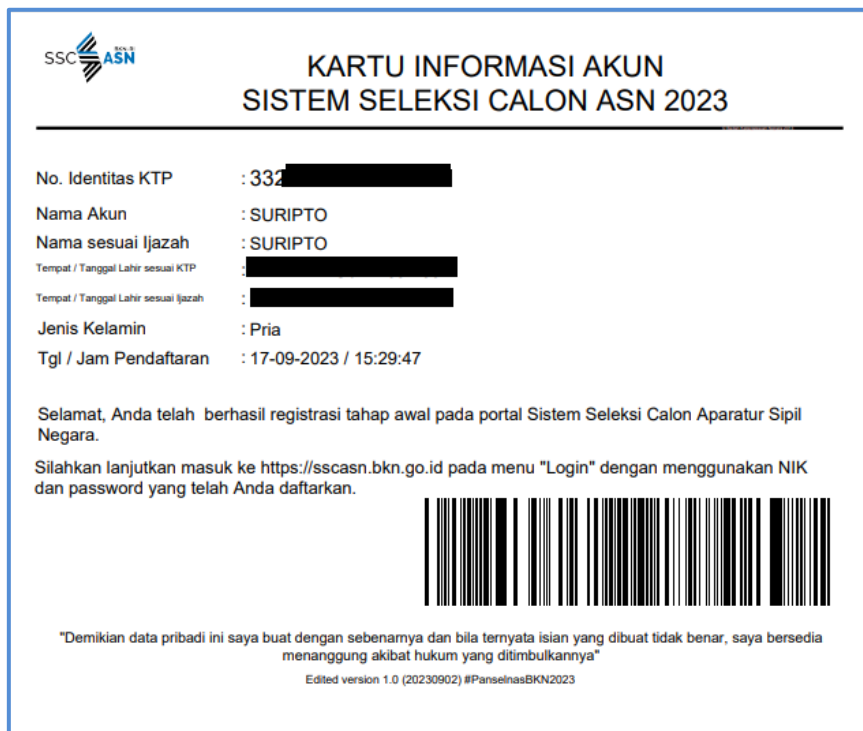 SSC ASN
BKN RI
KARTU INFORMASI AKUN
SISTEM SELEKSI CALON ASN 2023
No. Identitas KTP : 332
Nama Akun : SURIPTO
Nama sesuai Ijazah : SURIPTO
Tempat / Tanggal Lahir sesuai KTP :
Tempat / Tanggal Lahir sesuai Ijazah :
Jenis Kelamin : Pria
Tgl / Jam Pendaftaran : 17-09-2023 / 15:29:47
Selamat, Anda telah berhasil registrasi tahap awal pada portal Sistem Seleksi Calon Aparatur Sipil
Negara.
Silahkan lanjutkan masuk ke https://sscasn.bkn.go.id pada menu "Login" dengan menggunakan NIK
dan password yang telah Anda daftarkan.
"Demikian data pribadi ini saya buat dengan sebenarnya dan bila ternyata isian yang dibuat tidak benar, saya bersedia
menanggung akibat hukum yang ditimbulkannya"
Edited version 1.0 (20230902) #PanselnasBKN2023